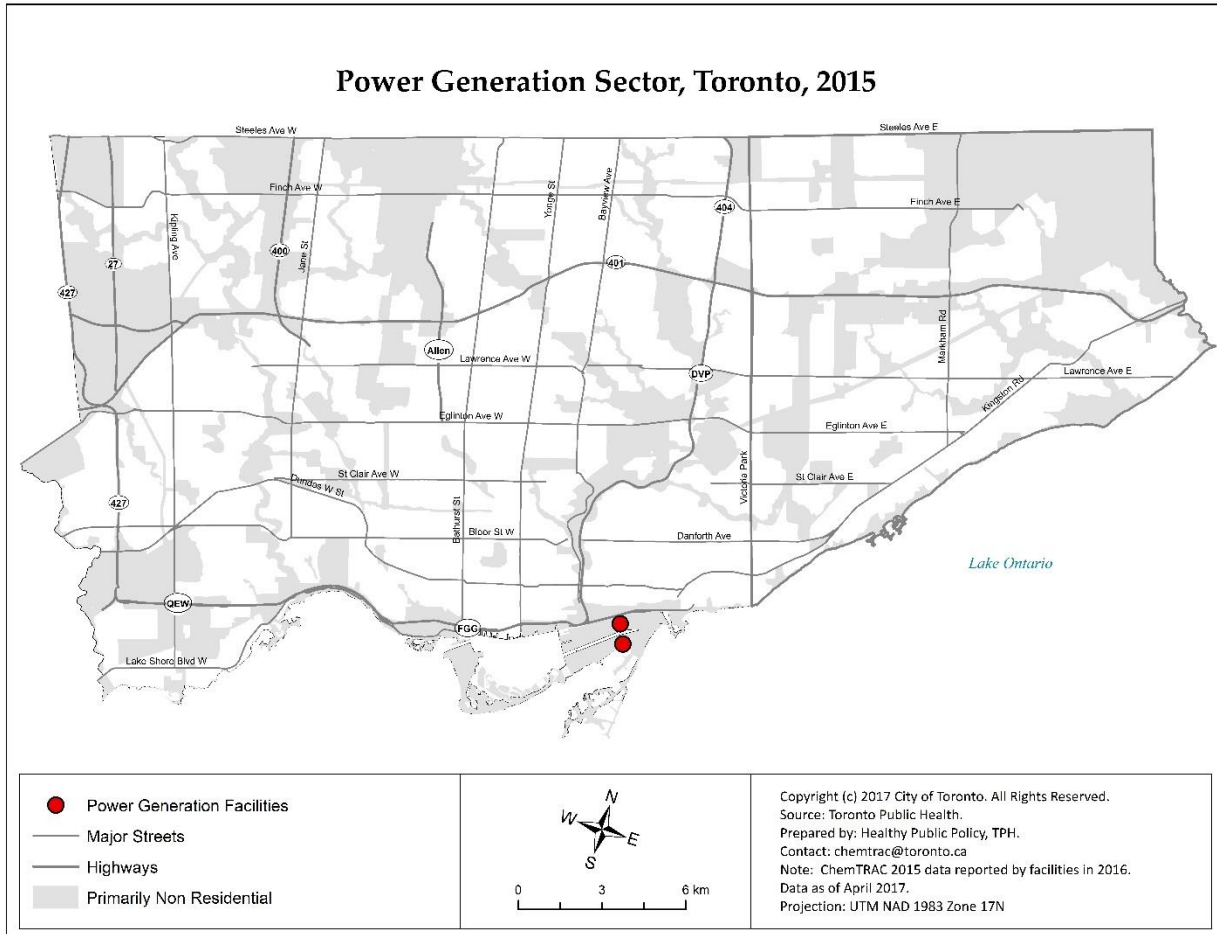 Power Generation Sector, Toronto, 2015
Steeles Ave W
Steeles Ave E
Finch Ave W
Finch Ave E
Kipling Ave
Jane St
Yonge St
Bayview Ave
404
400
27
427
401
Allen
Markham Rd
Lawrence Ave W
DVP
Lawrence Ave E
Kingston Rd
Eglinton Ave W
Eglinton Ave E
St Clair Ave W
St Clair Ave E
Victoria Park
Dundas W St
427
Bathurst St
Bloor St W
Danforth Ave
Lake Ontario
QEW
FGG
Lake Shore Blvd W
Power Generation Facilities
Major Streets
Highways
Primarily Non Residential
N
W
E
S
0 3 6 km
Copyright (c) 2017 City of Toronto. All Rights Reserved.
Source: Toronto Public Health.
Prepared by: Healthy Public Policy, TPH.
Contact: chemtrac@toronto.ca
Note: ChemTRAC 2015 data reported by facilities in 2016.
Data as of April 2017.
Projection: UTM NAD 1983 Zone 17N